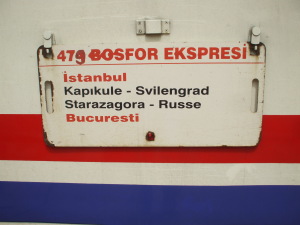 479 BOSFOR EKSPRESİ
İstanbul
Kapıkule - Svilengrad
Starazagora - Russe
Bucuresti